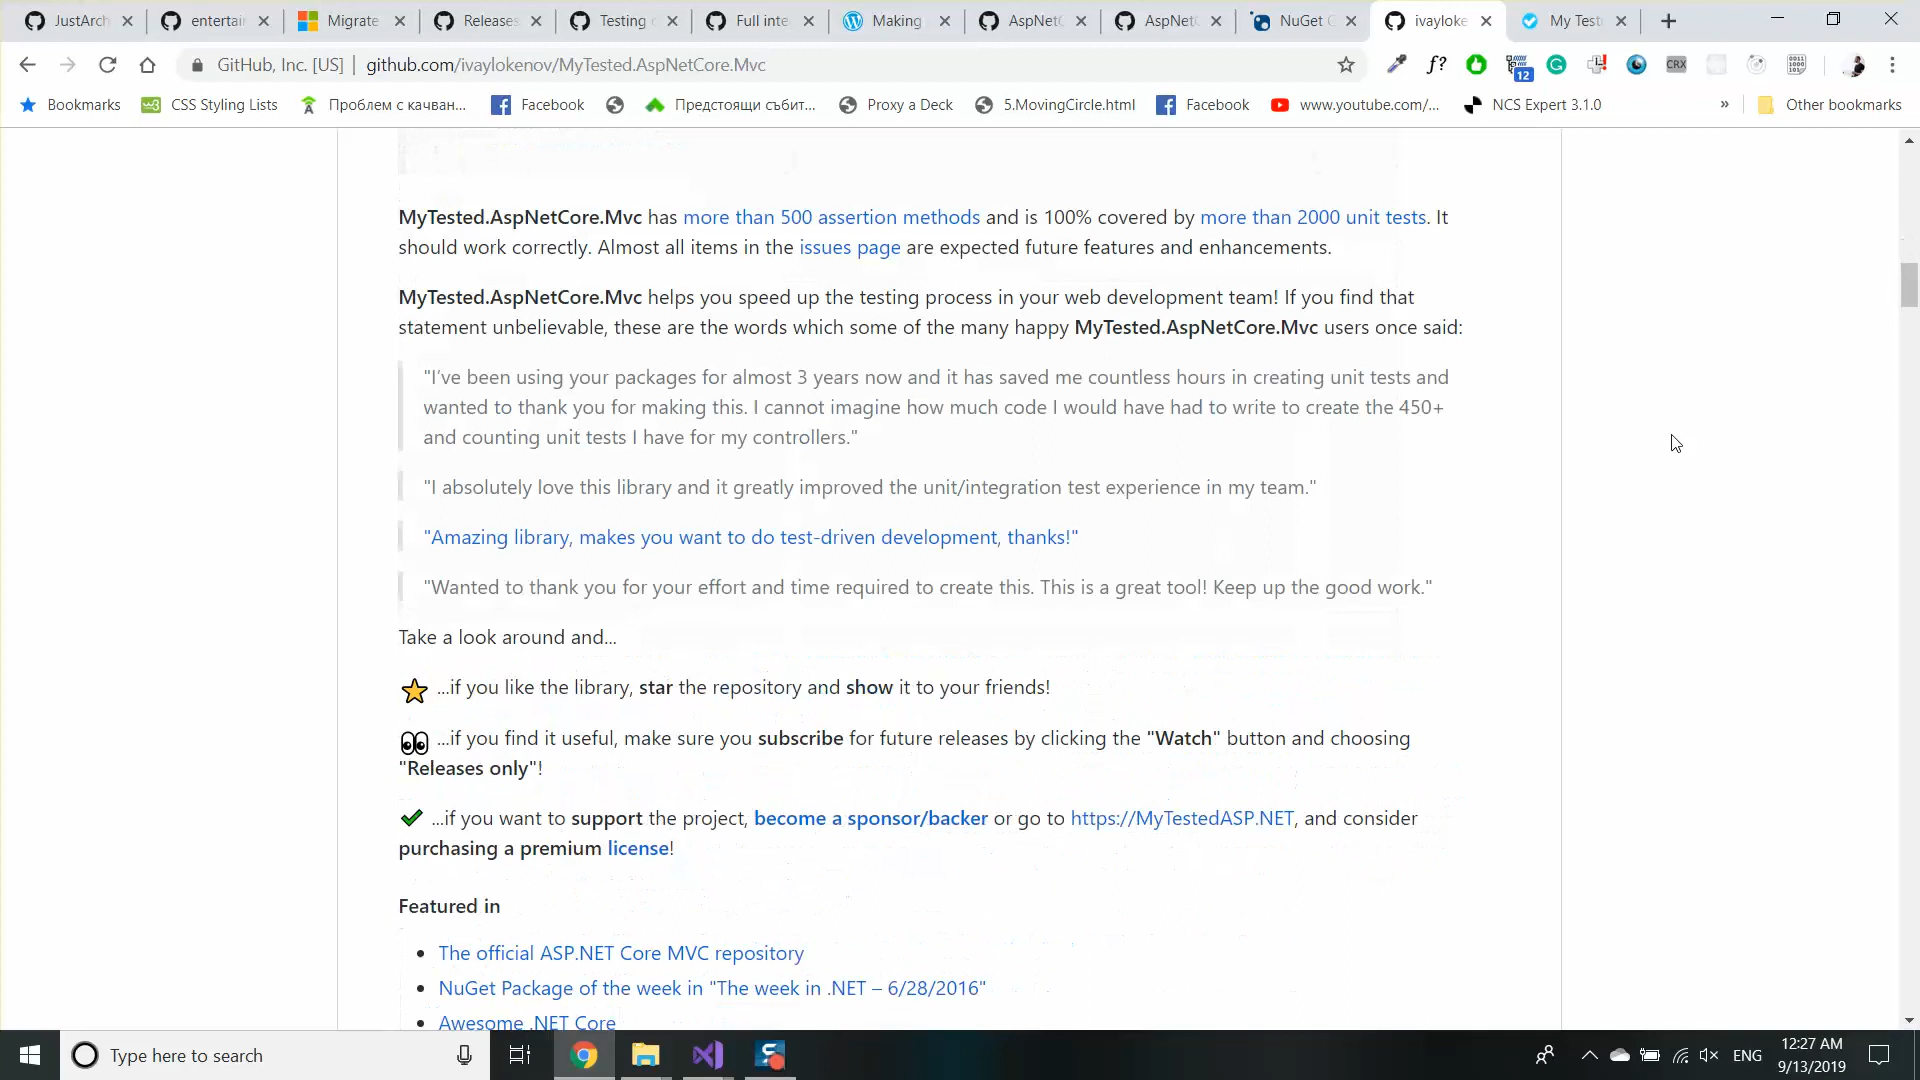 JustArch
entertai
Migrate
Releases
Testing
Full inte
Making
AspNetC
AspNetC
NuGet G
ivayloke
My Test
GitHub, Inc. [US] | github.com/ivaylokenov/MyTested.AspNetCore.Mvc
f?
12
CRX
Bookmarks
CSS Styling Lists
Проблем с качван...
Facebook
Предстоящи събит...
Proxy a Deck
5.MovingCircle.html
Facebook
www.youtube.com/...
NCS Expert 3.1.0
»
Other bookmarks
MyTested.AspNetCore.Mvc has more than 500 assertion methods and is 100% covered by more than 2000 unit tests. It
should work correctly. Almost all items in the issues page are expected future features and enhancements.
MyTested.AspNetCore.Mvc helps you speed up the testing process in your web development team! If you find that
statement unbelievable, these are the words which some of the many happy MyTested.AspNetCore.Mvc users once said:
"I've been using your packages for almost 3 years now and it has saved me countless hours in creating unit tests and
wanted to thank you for making this. I cannot imagine how much code I would have had to write to create the 450+
and counting unit tests I have for my controllers."
"I absolutely love this library and it greatly improved the unit/integration test experience in my team."
"Amazing library, makes you want to do test-driven development, thanks!"
"Wanted to thank you for your effort and time required to create this. This is a great tool! Keep up the good work."
Take a look around and...
...if you like the library, star the repository and show it to your friends!
...if you find it useful, make sure you subscribe for future releases by clicking the "Watch" button and choosing
"Releases only"!
...if you want to support the project, become a sponsor/backer or go to https://MyTestedASP.NET, and consider
purchasing a premium license!
Featured in
• The official ASP.NET Core MVC repository
• NuGet Package of the week in "The week in .NET – 6/28/2016"
• Awesome .NET Core
Type here to search
ENG
12:27 AM
9/13/2019